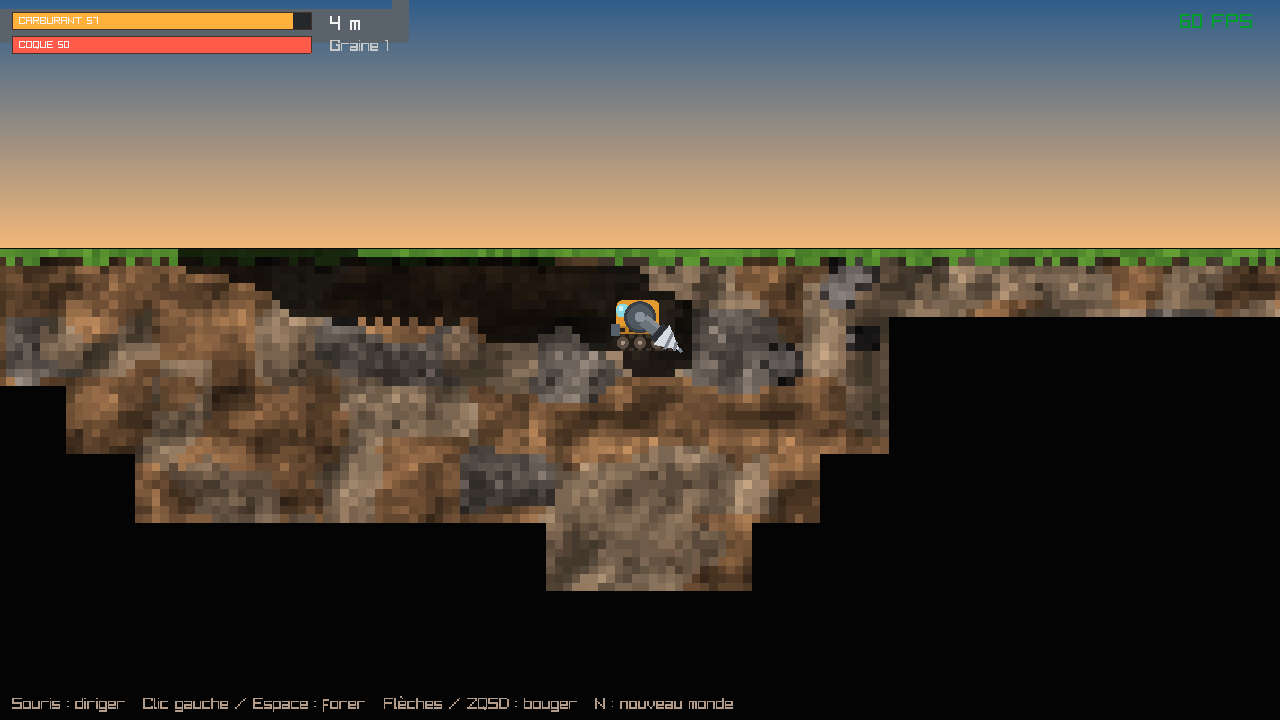 CARBURANT 57
4 m
60 FPS
COQUE 50
Graine 1
Souris : diriger Clic gauche / Espace : forer Flèches / ZQSD : bouger N : nouveau monde